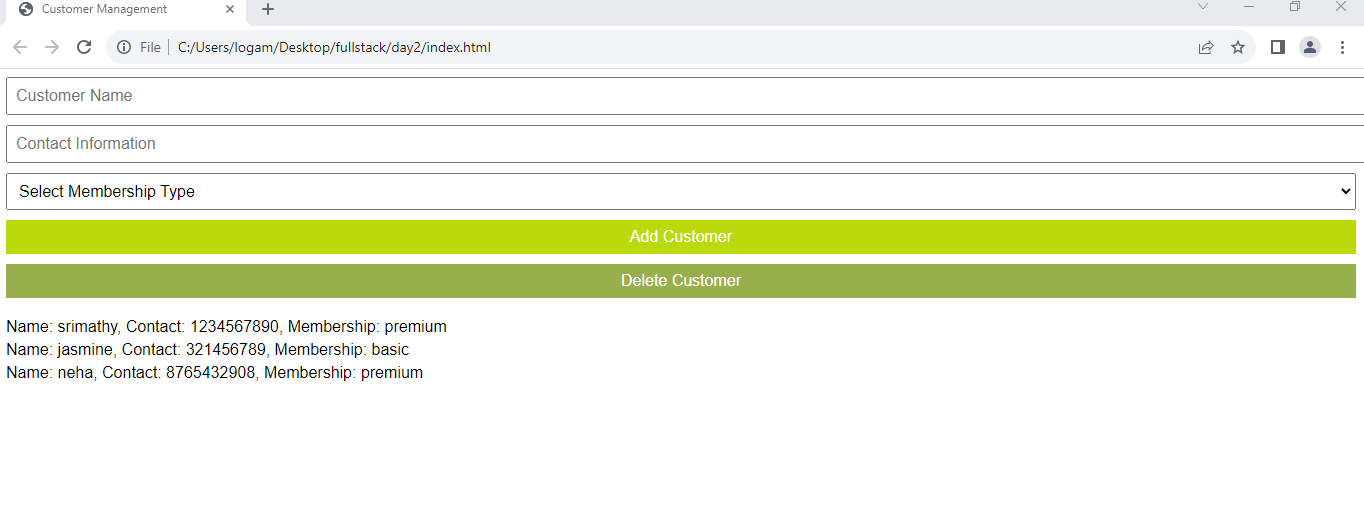 Customer Management
File C:/Users/logam/Desktop/fullstack/day2/index.html
Customer Name
Contact Information
Select Membership Type
Add Customer
Delete Customer
Name: srimathy, Contact: 1234567890, Membership: premium
Name: jasmine, Contact: 321456789, Membership: basic
Name: neha, Contact: 8765432908, Membership: premium